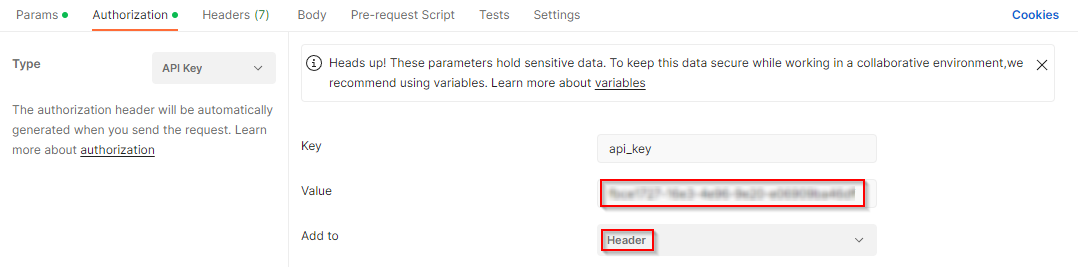 Params Authorization Headers (7) Body Pre-request Script Tests Settings Cookies
Type API Key
Heads up! These parameters hold sensitive data. To keep this data secure while working in a collaborative environment,we
recommend using variables. Learn more about variables
The authorization header will be automatically
generated when you send the request. Learn
more about authorization
Key api_key
Value
Add to Header